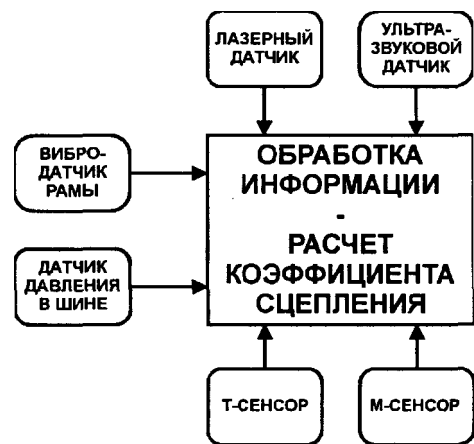 ЛАЗЕРНЫЙ
ДАТЧИК
УЛЬТРА-
ЗВУКОВОЙ
ДАТЧИК
ВИБРО-
ДАТЧИК
РАМЫ
ДАТЧИК
ДАВЛЕНИЯ
В ШИНЕ
ОБРАБОТКА
ИНФОРМАЦИИ
-
РАСЧЕТ
КОЭФФИЦИЕНТА
СЦЕПЛЕНИЯ
Т-СЕНСОР
М-СЕНСОР